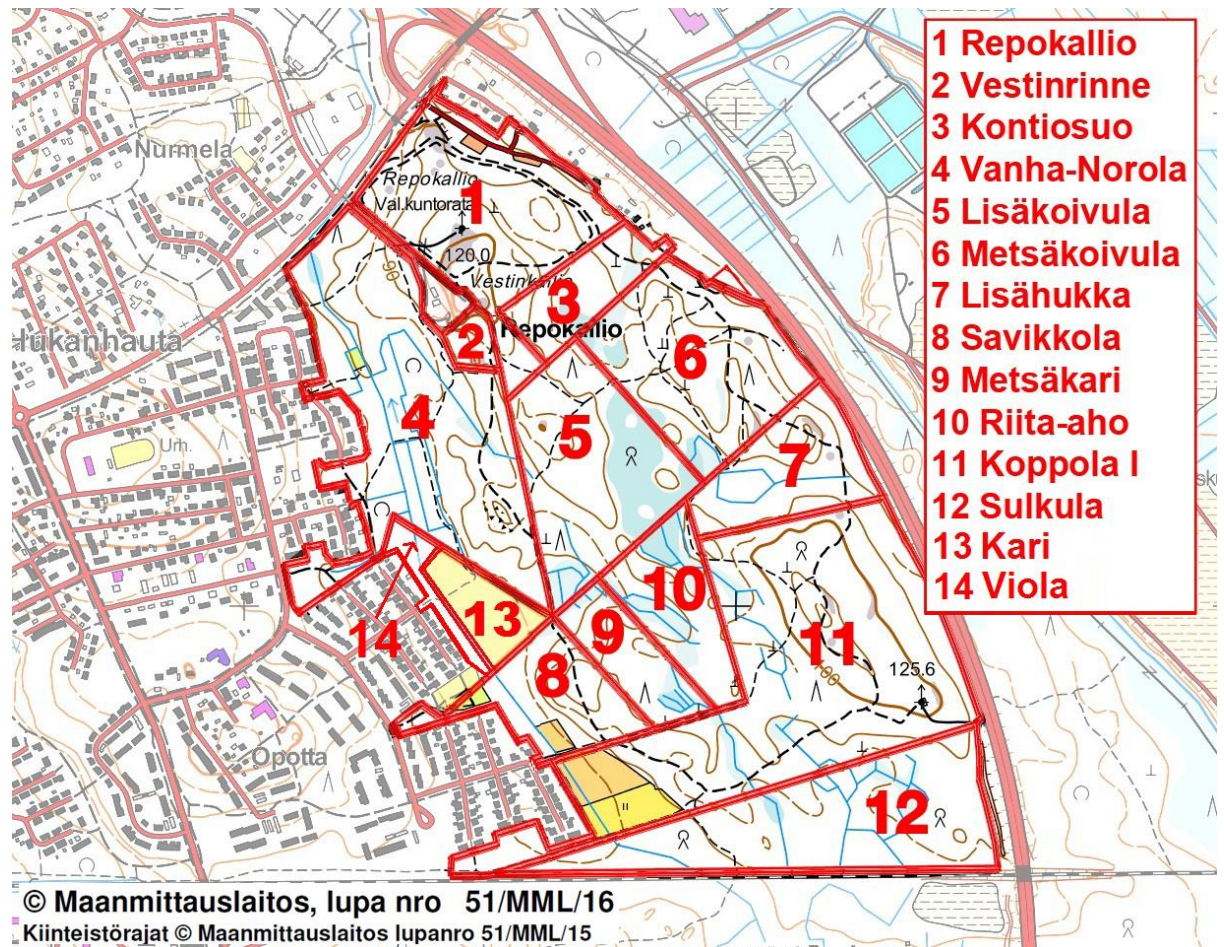 1 Repokallio
2 Vestinrinne
3 Kontiosuo
4 Vanha-Norola
5 Lisäkoivula
6 Metsäkoivula
7 Lisähukka
8 Savikkola
9 Metsäkari
10 Riita-aho
11 Koppola I
12 Sulkula
13 Kari
14 Viola
Nurmela
Repokallio
Val.kuntorata
1
120.0
90
3
Repokallio
2
6
4
5
Urh.
7
10
13
9
14
8
11
100
125.6
Opotta
12
© Maanmittauslaitos, lupa nro 51/MML/16
Kiinteistörajat © Maanmittauslaitos lupanro 51/MML/15